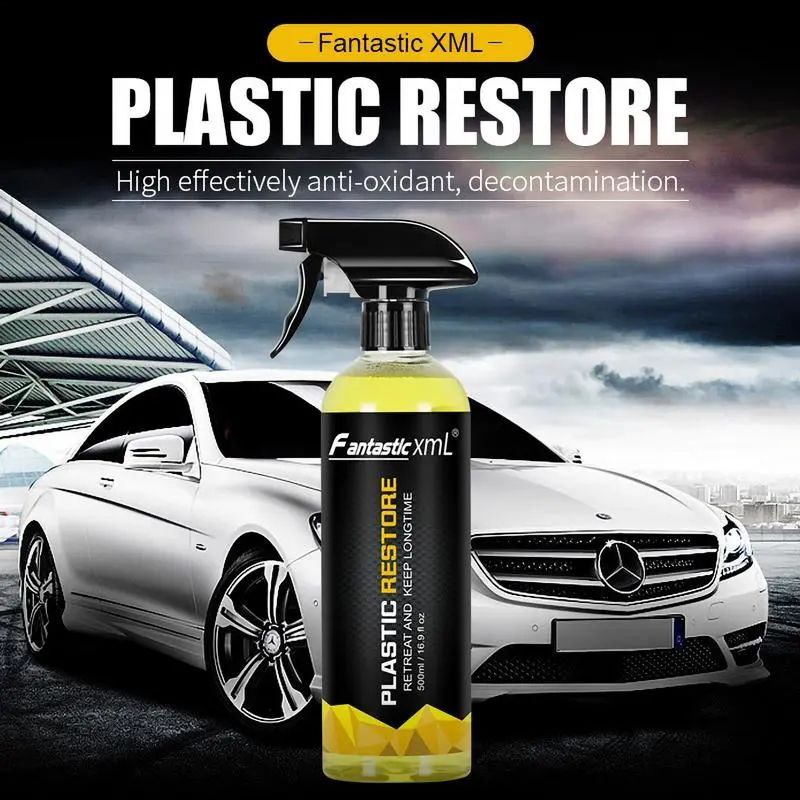 – Fantastic XML –
PLASTIC RESTORE
High effectively anti-oxidant, decontamination.
Fantastic xmL®
PLASTIC RESTORE
RETREAT AND KEEP LONGTIME
500ml / 16.9 fl oz